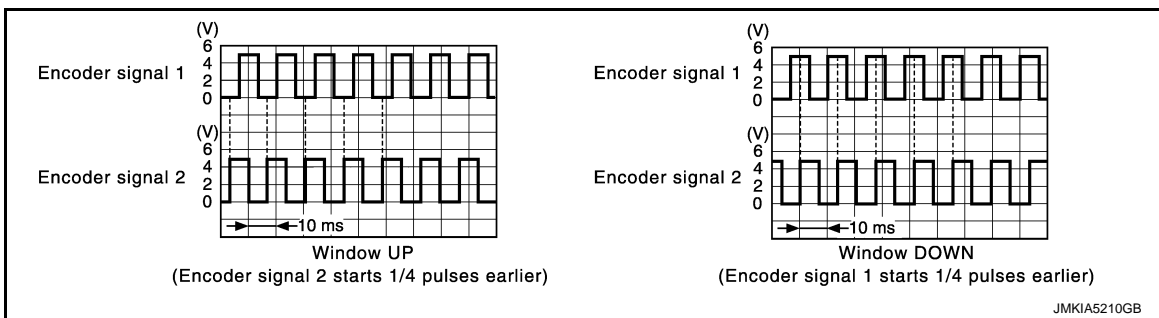 (V)
6
4
2
0
Encoder signal 1
(V)
6
4
2
0
Encoder signal 2
10 ms
Window UP
(Encoder signal 2 starts 1/4 pulses earlier)
(V)
6
4
2
0
Encoder signal 1
(V)
6
4
2
0
Encoder signal 2
10 ms
Window DOWN
(Encoder signal 1 starts 1/4 pulses earlier)
JMKIA5210GB